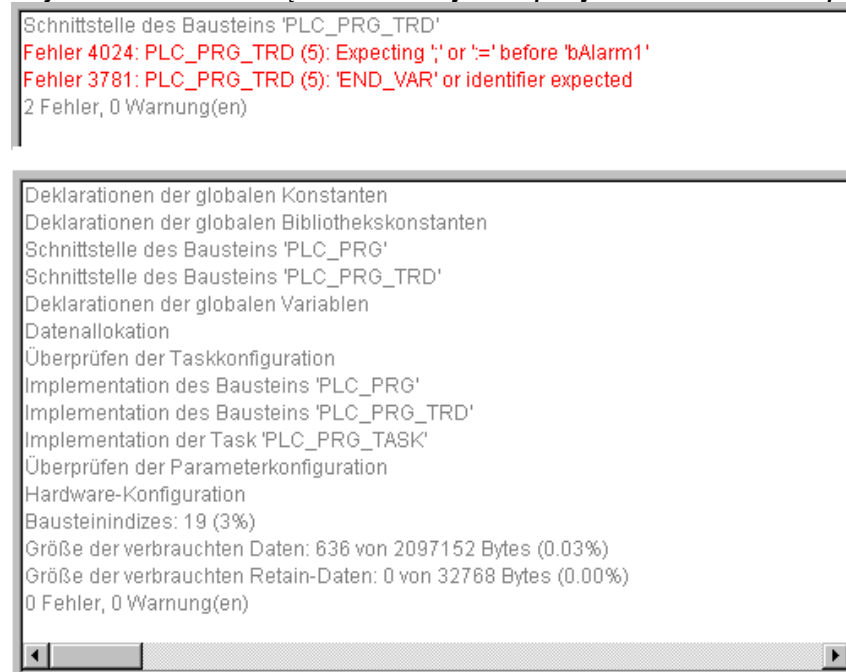 Schnittstelle des Bausteins 'PLC_PRG_TRD'
Fehler 4024: PLC_PRG_TRD (5): Expecting ';' or ':=' before 'bAlarm1'
Fehler 3781: PLC_PRG_TRD (5): 'END_VAR' or identifier expected
2 Fehler, 0 Warnung(en)
Deklarationen der globalen Konstanten
Deklarationen der globalen Bibliothekskonstanten
Schnittstelle des Bausteins 'PLC_PRG'
Schnittstelle des Bausteins 'PLC_PRG_TRD'
Deklarationen der globalen Variablen
Datenallokation
Überprüfen der Taskkonfiguration
Implementation des Bausteins 'PLC_PRG'
Implementation des Bausteins 'PLC_PRG_TRD'
Implementation der Task 'PLC_PRG_TASK'
Überprüfen der Parameterkonfiguration
Hardware-Konfiguration
Bausteinindizes: 19 (3%)
Größe der verbrauchten Daten: 636 von 2097152 Bytes (0.03%)
Größe der verbrauchten Retain-Daten: 0 von 32768 Bytes (0.00%)
0 Fehler, 0 Warnung(en)